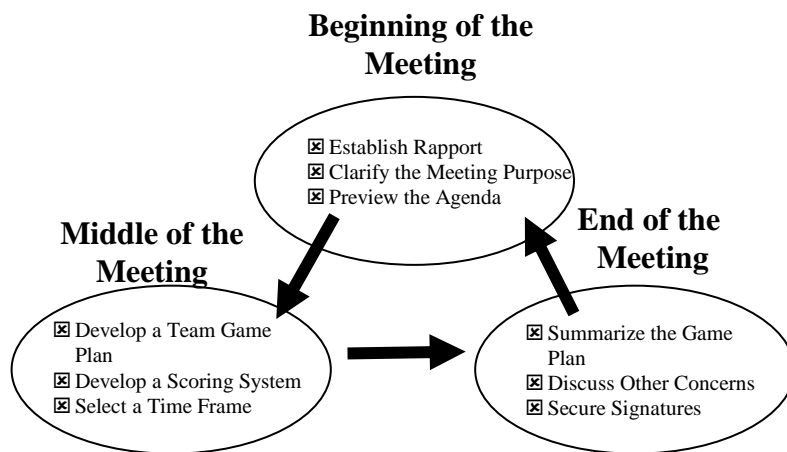 Beginning of the
Meeting
☒ Establish Rapport
☒ Clarify the Meeting Purpose
☒ Preview the Agenda
Middle of the
Meeting
☒ Develop a Team Game
Plan
☒ Develop a Scoring System
☒ Select a Time Frame
End of the
Meeting
☒ Summarize the Game
Plan
☒ Discuss Other Concerns
☒ Secure Signatures